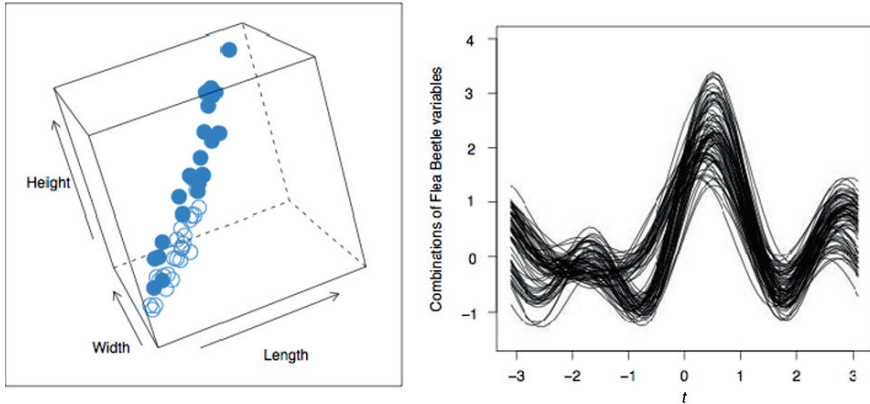 Height
Width
Length
Combinations of Flea Beetle variables
4
3
2
1
0
−1
−3 −2 −1 0 1 2 3
t